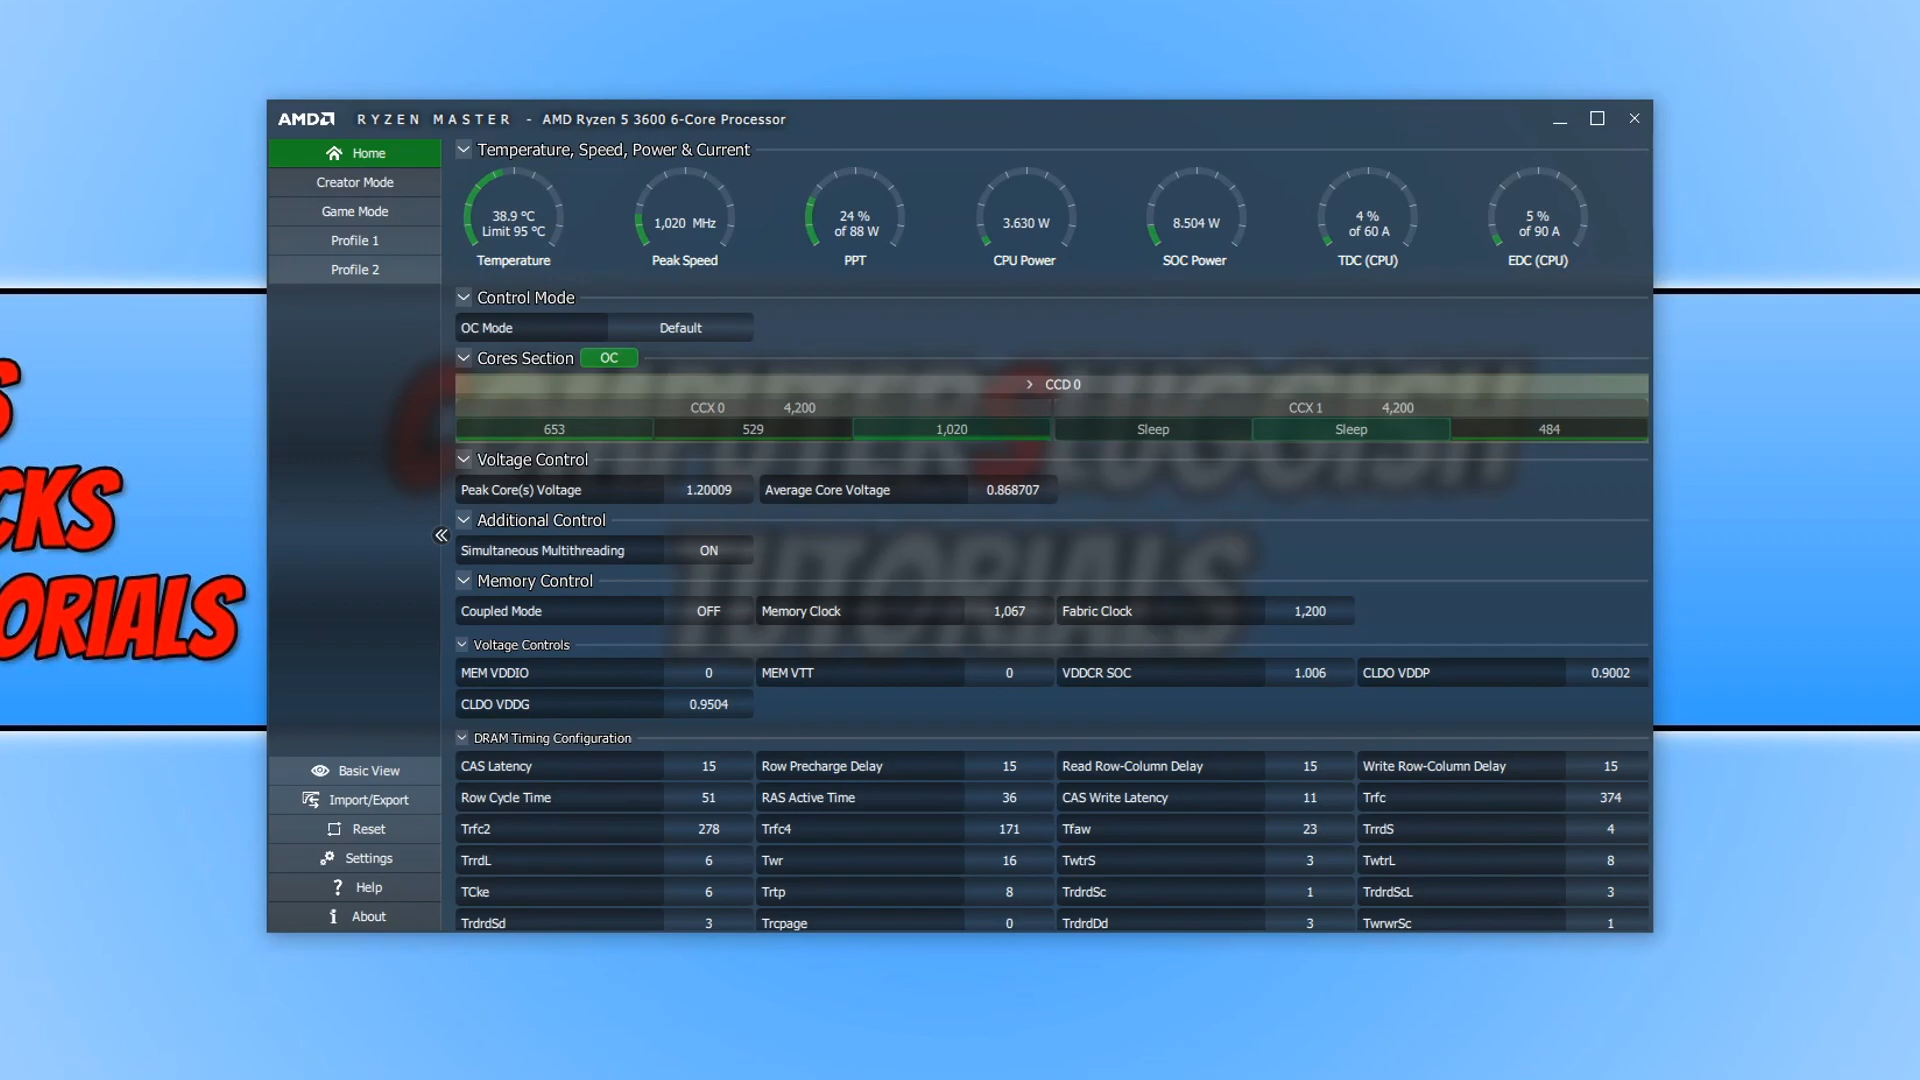 AMD RYZEN MASTER - AMD Ryzen 5 3600 6-Core Processor
Home
Creator Mode
Game Mode
Profile 1
Profile 2
Temperature, Speed, Power & Current
38.9 °C
Limit 95 °C
Temperature
1,020 MHz
Peak Speed
24 %
of 88 W
PPT
3.630 W
CPU Power
8.504 W
SOC Power
4 %
of 60 A
TDC (CPU)
5 %
of 90 A
EDC (CPU)
Control Mode
OC Mode Default
Cores Section OC
CCD 0
CCX 0 4,200 CCX 1 4,200
653 529 1,020 Sleep Sleep 484
Voltage Control
Peak Core(s) Voltage 1.20009 Average Core Voltage 0.868707
Additional Control
Simultaneous Multithreading ON
Memory Control
Coupled Mode OFF Memory Clock 1,067 Fabric Clock 1,200
Voltage Controls
MEM VDDIO 0 MEM VTT 0 VDDCR SOC 1.006 CLDO VDDP 0.9002
CLDO VDDG 0.9504
DRAM Timing Configuration
CAS Latency 15 Row Precharge Delay 15 Read Row-Column Delay 15 Write Row-Column Delay 15
Row Cycle Time 51 RAS Active Time 36 CAS Write Latency 11 Trfc 374
Trfc2 278 Trfc4 171 Tfaw 23 TrrdS 4
TrrdL 6 Twr 16 TwtrS 3 TwtrL 8
TCke 6 Trtp 8 TrdrdSc 1 TrdrdScL 3
TrdrdSd 3 Trcpage 0 TrdrdDd 3 TwrwrSc 1
Basic View
Import/Export
Reset
Settings
Help
About
COMPUTERSLUGGISH
TUTORIALS
S
CKS
ORIALS